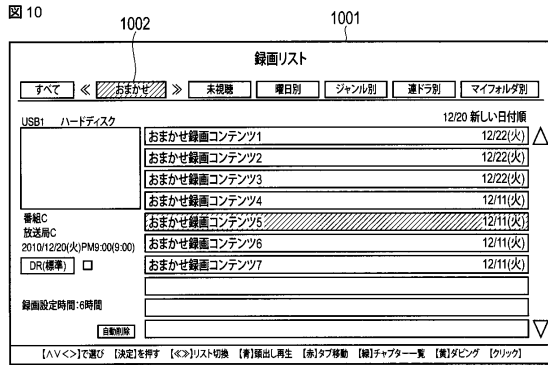 図 10
1002
1001
録画リスト
すべて ≪ おまかせ ≫ 未視聴 曜日別 ジャンル別 連ドラ別 マイフォルダ別
USB1 ハードディスク
12/20 新しい日付順
おまかせ録画コンテンツ1 12/22(火)
おまかせ録画コンテンツ2 12/22(火)
おまかせ録画コンテンツ3 12/22(火)
おまかせ録画コンテンツ4 12/11(火)
おまかせ録画コンテンツ5 12/11(火)
おまかせ録画コンテンツ6 12/11(火)
おまかせ録画コンテンツ7 12/11(火)
番組C
放送局C
2010/12/20(火)PM9:00(9:00)
DR(標準)
録画設定時間:6時間
自動削除
【∧∨<>】で選び 【決定】を押す 【≪≫】リスト切換 【青】頭出し再生 【赤】タブ移動 【緑】チャプター一覧 【黄】ダビング 【クリック】